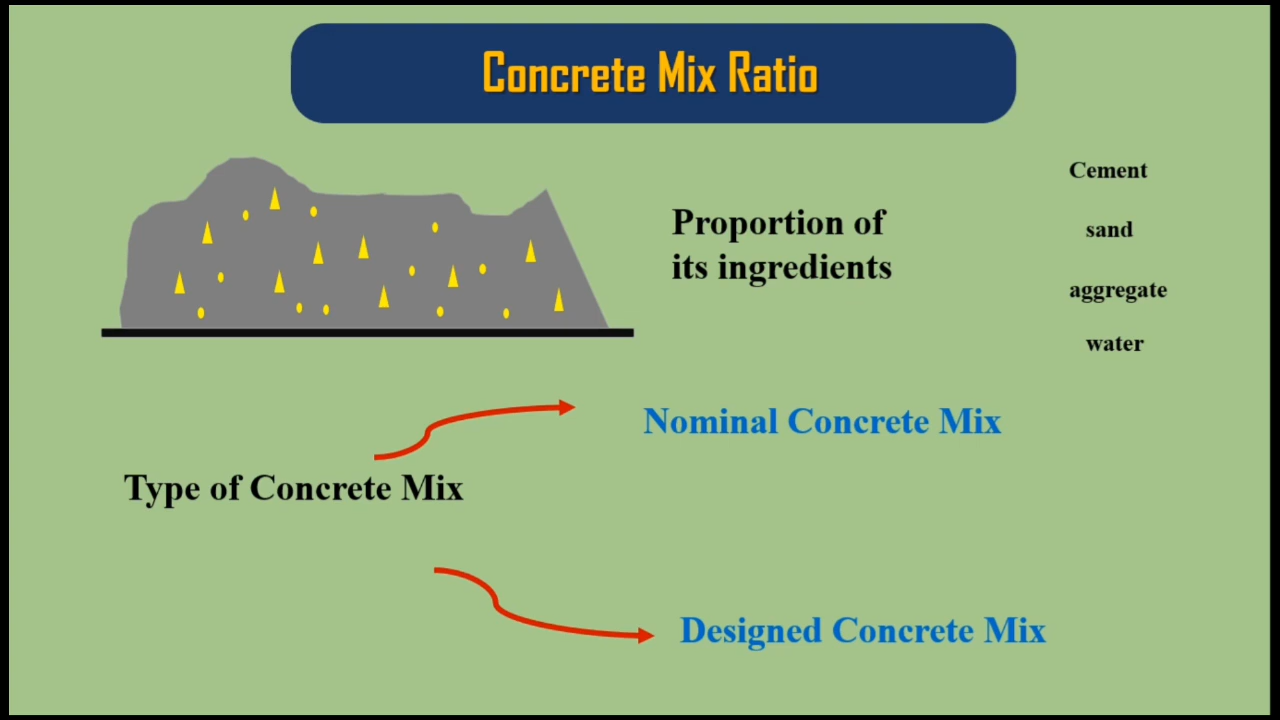 Concrete Mix Ratio
Proportion of
its ingredients
Cement
sand
aggregate
water
Type of Concrete Mix
Nominal Concrete Mix
Designed Concrete Mix